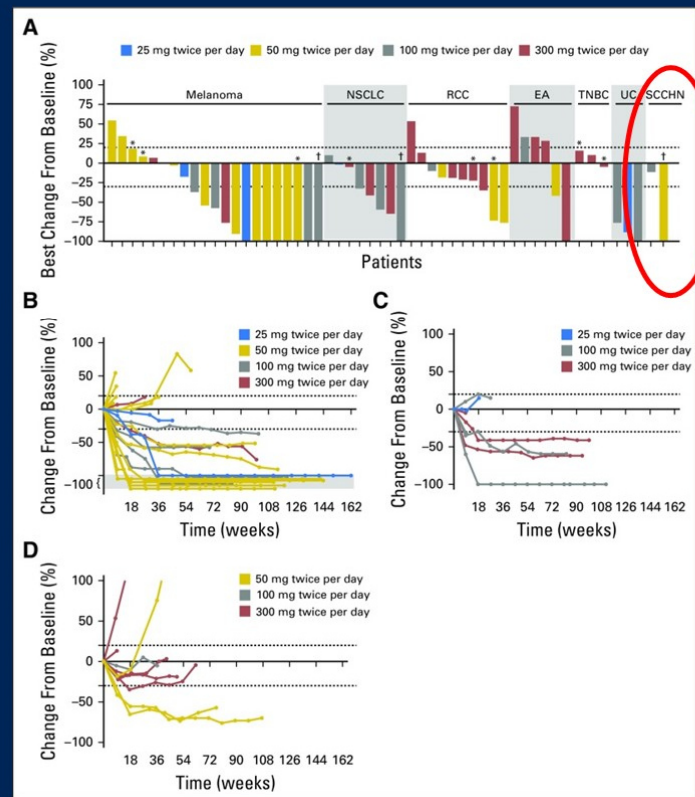 A
25 mg twice per day 50 mg twice per day 100 mg twice per day 300 mg twice per day
Best Change From Baseline (%)
100
75
50
25
0
−25
−50
−75
−100
Melanoma NSCLC RCC EA TNBC UC SCCHN
* * * † * † * * * * †
Patients
B
Change From Baseline (%)
100
50
0
−50
−100
25 mg twice per day
50 mg twice per day
100 mg twice per day
300 mg twice per day
18 36 54 72 90 108 126 144 162
Time (weeks)
C
Change From Baseline (%)
100
50
0
−50
−100
25 mg twice per day
100 mg twice per day
300 mg twice per day
18 36 54 72 90 108 126 144 162
Time (weeks)
D
Change From Baseline (%)
100
50
0
−50
−100
50 mg twice per day
100 mg twice per day
300 mg twice per day
18 36 54 72 90 108 126 144 162
Time (weeks)